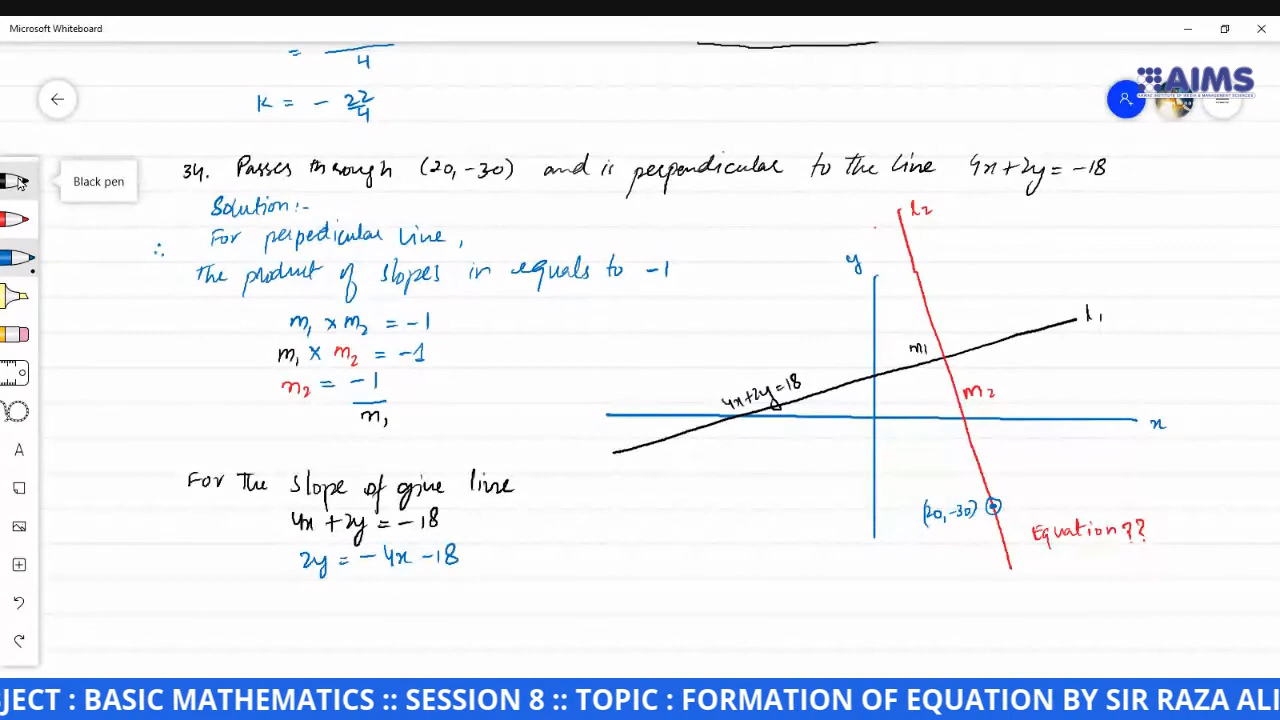 Microsoft Whiteboard
=
4
K = - 22/4
AIMS
Black pen
34. Passes through (20, -30) and is perpendicular to the line 4x+2y = -18
Solution:-
For perpedicular Line,
∴ The product of slopes in equals to -1
m₁ × m₂ = -1
m₁ × m₂ = -1
m₂ = -1
m₁
For the slope of give line
4x + 2y = -18
2y = -4x -18
l₂
y
l₁
m₁
4x+2y=18
m₂
x
(20,-30)
Equation??
BJECT : BASIC MATHEMATICS :: SESSION 8 :: TOPIC : FORMATION OF EQUATION BY SIR RAZA ALI